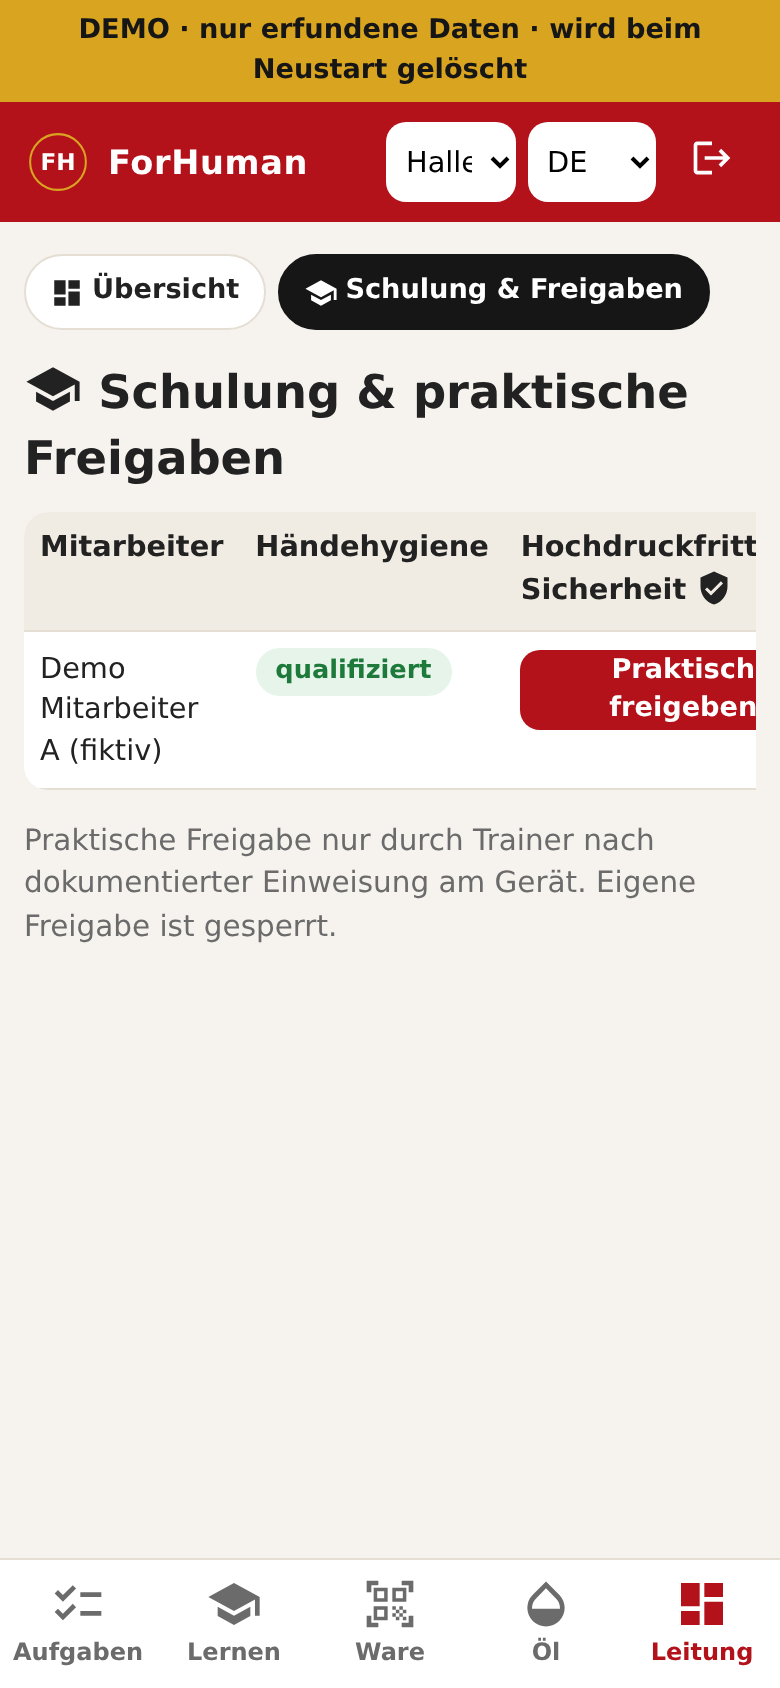 DEMO · nur erfundene Daten · wird beim
Neustart gelöscht
FH ForHuman Halle DE
Übersicht Schulung & Freigaben
Schulung & praktische
Freigaben
Mitarbeiter Händehygiene Hochdruckfritt
Sicherheit
Demo
Mitarbeiter
A (fiktiv)
qualifiziert
Praktisch
freigeben
Praktische Freigabe nur durch Trainer nach
dokumentierter Einweisung am Gerät. Eigene
Freigabe ist gesperrt.
Aufgaben Lernen Ware Öl Leitung